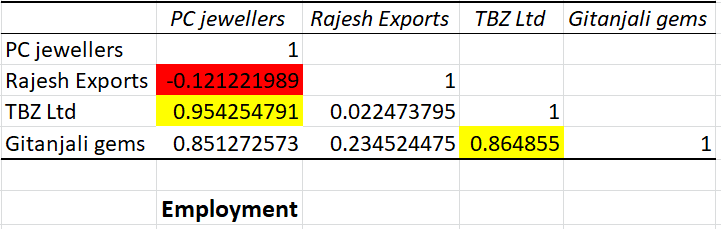 PC jewellers Rajesh Exports TBZ Ltd Gitanjali gems
PC jewellers 1
Rajesh Exports -0.121221989 1
TBZ Ltd 0.954254791 0.022473795 1
Gitanjali gems 0.851272573 0.234524475 0.864855 1
Employment